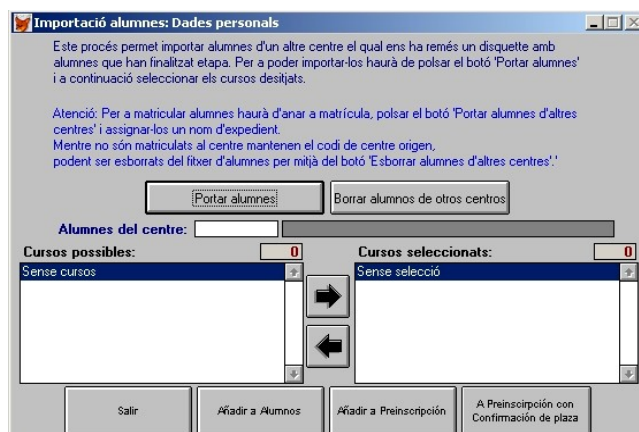 Importació alumnes: Dades personals
Este procés permet importar alumnes d'un altre centre el qual ens ha remés un disquette amb
alumnes que han finalitzat etapa. Per a poder importar-los haurà de polsar el botó 'Portar alumnes'
i a continuació seleccionar els cursos desitjats.
Atenció: Per a matricular alumnes haurà d'anar a matrícula, polsar el botó 'Portar alumnes d'altres
centres' i assignar-los un nom d'expedient.
Mentre no són matriculats al centre mantenen el codi de centre origen,
podent ser esborrats del fitxer d'alumnes per mitjà del botó 'Esborrar alumnes d'altres centres'.'
Portar alumnes
Borrar alumnos de otros centros
Alumnes del centre:
Cursos possibles: 0
Cursos seleccionats: 0
Sense cursos
Sense selecció
Salir
Añadir a Alumnos
Añadir a Preinscripción
A Preinscirpción con
Confirmación de plaza